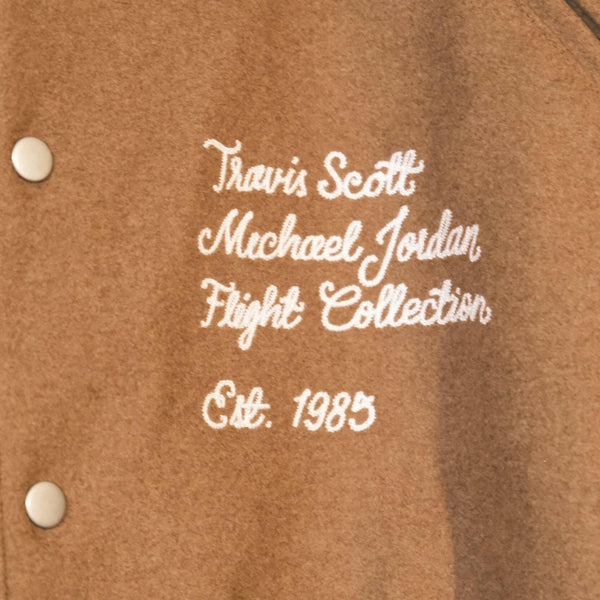 Travis Scott
Michael Jordan
Flight Collection
Est. 1985